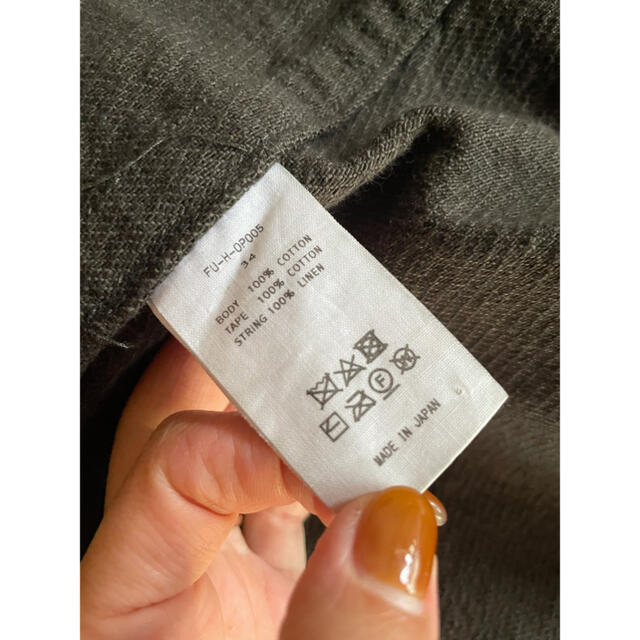 FU-H-OP005
34
BODY 100% COTTON
TAPE 100% COTTON
STRING 100% LINEN
F
W
MADE IN JAPAN